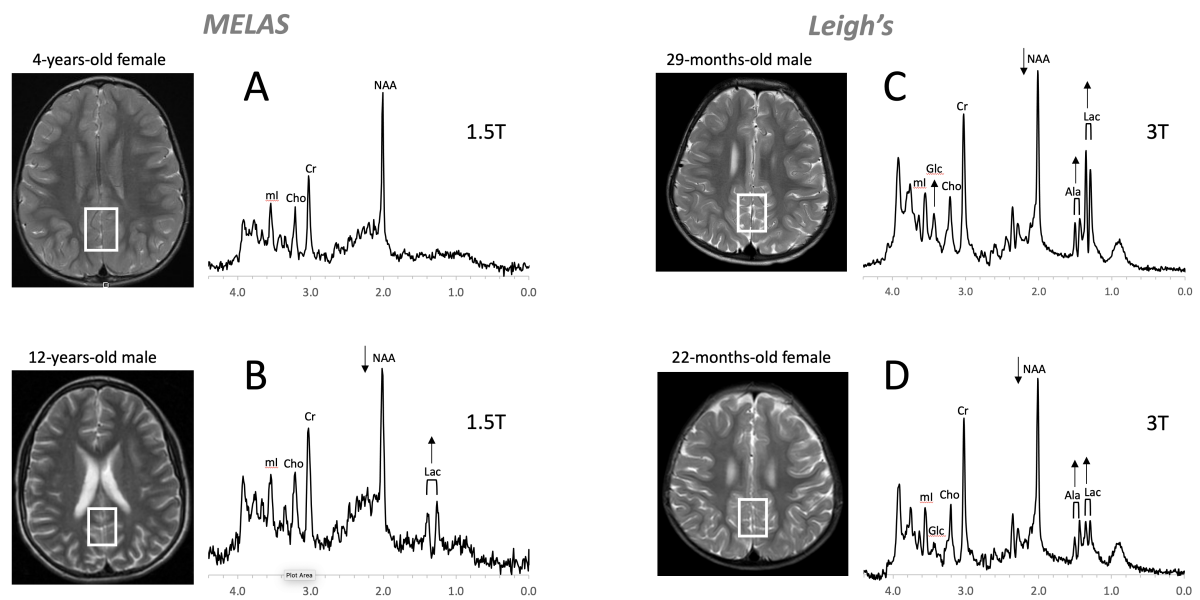 MELAS
Leigh's
4-years-old female
A
NAA
1.5T
Cr
mI
Cho
4.0 3.0 2.0 1.0 0.0
29-months-old male
C
NAA
3T
Cr
Lac
Glc
mI
Cho
Ala
4.0 3.0 2.0 1.0 0.0
12-years-old male
B
NAA
1.5T
Cr
mI
Cho
Lac
Plot Area
4.0 3.0 2.0 1.0 0.0
22-months-old female
D
NAA
3T
Cr
mI
Cho
Glc
Ala
Lac
4.0 3.0 2.0 1.0 0.0